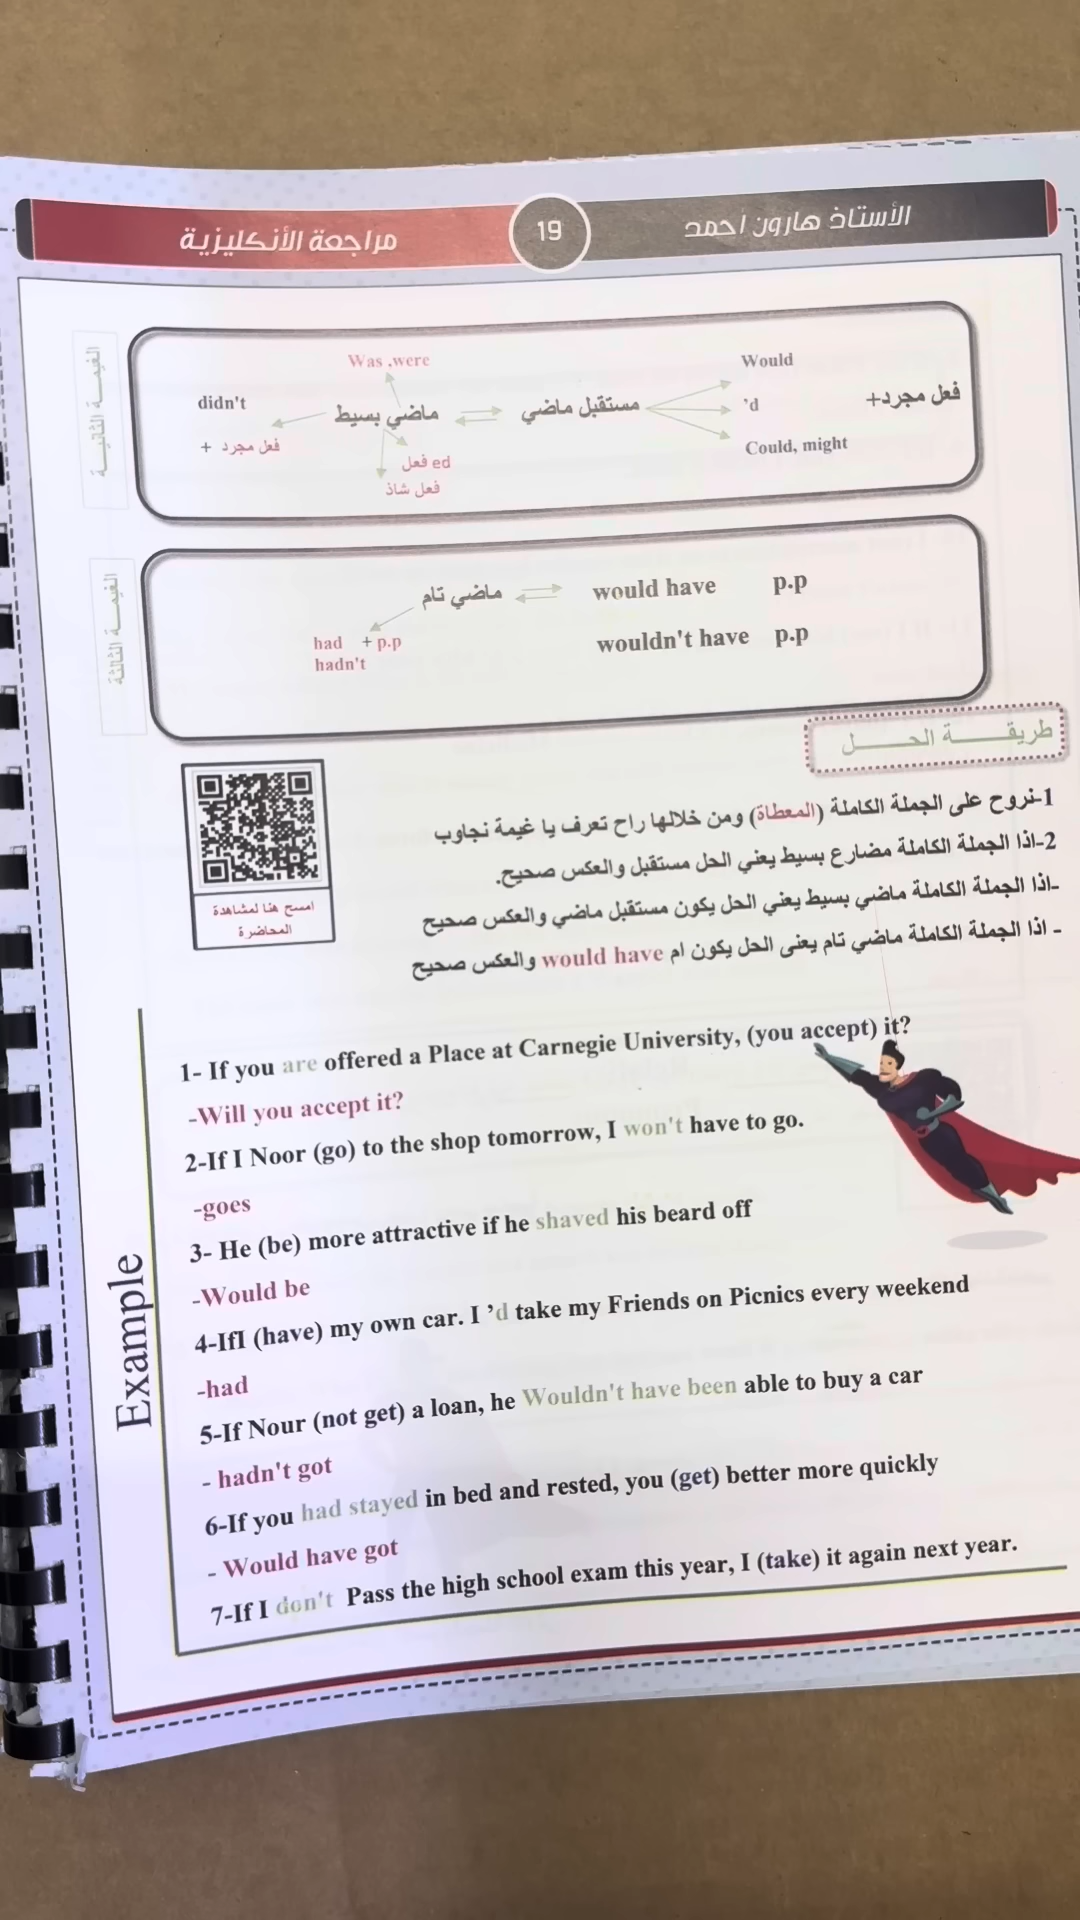 الأستاذ هارون احمد
19
مراجعة الأنكليزية
الغيمة الثانية
Was .were
Would
didn't
ماضي بسيط
مستقبل ماضي
'd
فعل مجرد+
+ فعل مجرد
فعل ed
Could, might
فعل شاذ
الغيمة الثالثة
ماضي تام
would have p.p
had + p.p
wouldn't have p.p
hadn't
طريقة الحل
1-نروح على الجملة الكاملة (المعطاة) ومن خلالها راح تعرف يا غيمة نجاوب
2-اذا الجملة الكاملة مضارع بسيط يعني الحل مستقبل والعكس صحيح.
-اذا الجملة الكاملة ماضي بسيط يعني الحل يكون مستقبل ماضي والعكس صحيح
- اذا الجملة الكاملة ماضي تام يعني الحل يكون ام would have والعكس صحيح
امسح هنا لمشاهدة
المحاضرة
Example
1- If you are offered a Place at Carnegie University, (you accept) it?
-Will you accept it?
2-If I Noor (go) to the shop tomorrow, I won't have to go.
-goes
3- He (be) more attractive if he shaved his beard off
-Would be
4-IfI (have) my own car. I 'd take my Friends on Picnics every weekend
-had
5-If Nour (not get) a loan, he Wouldn't have been able to buy a car
- hadn't got
6-If you had stayed in bed and rested, you (get) better more quickly
- Would have got
7-If I don't Pass the high school exam this year, I (take) it again next year.